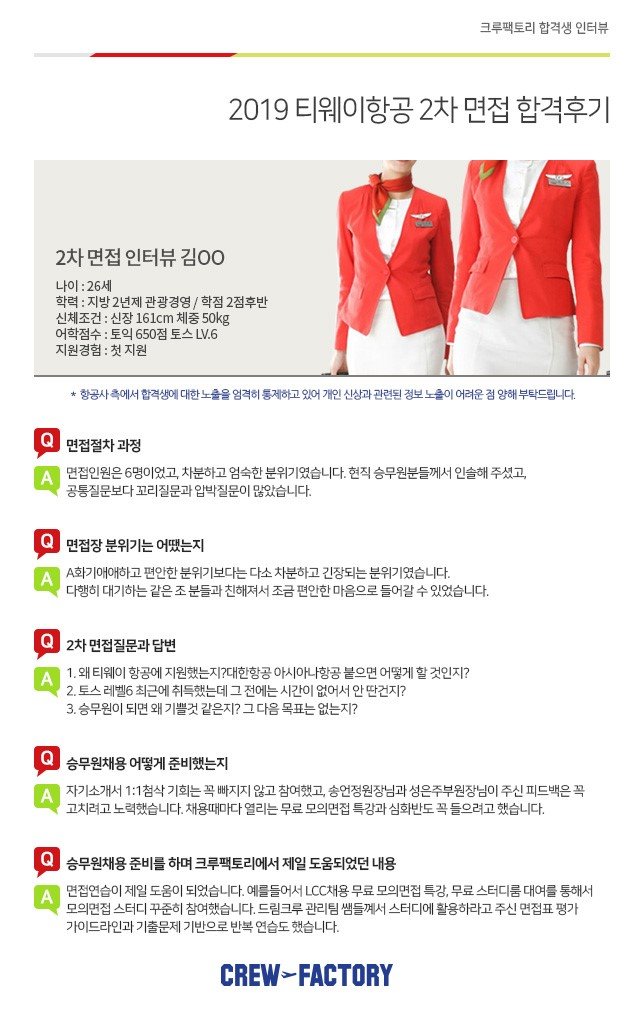 크루팩토리 합격생 인터뷰
2019 티웨이항공 2차 면접 합격후기
2차 면접 인터뷰 김OO
나이 : 26세
학력 : 지방 2년제 관광경영 / 학점 2점후반
신체조건 : 신장 161cm 체중 50kg
어학점수 : 토익 650점 토스 LV.6
지원경험 : 첫 지원
* 항공사 측에서 합격생에 대한 노출을 엄격히 통제하고 있어 개인 신상과 관련된 정보 노출이 어려운 점 양해 부탁드립니다.
Q 면접절차 과정
A 면접인원은 6명이었고, 차분하고 엄숙한 분위기였습니다. 현직 승무원분들께서 인솔해 주셨고,
공통질문보다 꼬리질문과 압박질문이 많았습니다.
Q 면접장 분위기는 어땠는지
A A화기애애하고 편안한 분위기보다는 다소 차분하고 긴장되는 분위기였습니다.
다행히 대기하는 같은 조 분들과 친해져서 조금 편안한 마음으로 들어갈 수 있었습니다.
Q 2차 면접질문과 답변
A 1. 왜 티웨이 항공에 지원했는지?대한항공 아시아나항공 붙으면 어떻게 할 것인지?
2. 토스 레벨6 최근에 취득했는데 그 전에는 시간이 없어서 안 딴건지?
3. 승무원이 되면 왜 기쁠것 같은지? 그 다음 목표는 없는지?
Q 승무원채용 어떻게 준비했는지
A 자기소개서 1:1첨삭 기회는 꼭 빠지지 않고 참여했고, 송언정원장님과 성은주부원장님이 주신 피드백은 꼭
고치려고 노력했습니다. 채용때마다 열리는 무료 모의면접 특강과 심화반도 꼭 들으려고 했습니다.
Q 승무원채용 준비를 하며 크루팩토리에서 제일 도움되었던 내용
A 면접연습이 제일 도움이 되었습니다. 예를들어서 LCC채용 무료 모의면접 특강, 무료 스터디룸 대여를 통해서
모의면접 스터디 꾸준히 참여했습니다. 드림크루 관리팀 쌤들께서 스터디에 활용하라고 주신 면접표 평가
가이드라인과 기출문제 기반으로 반복 연습도 했습니다.
CREW FACTORY